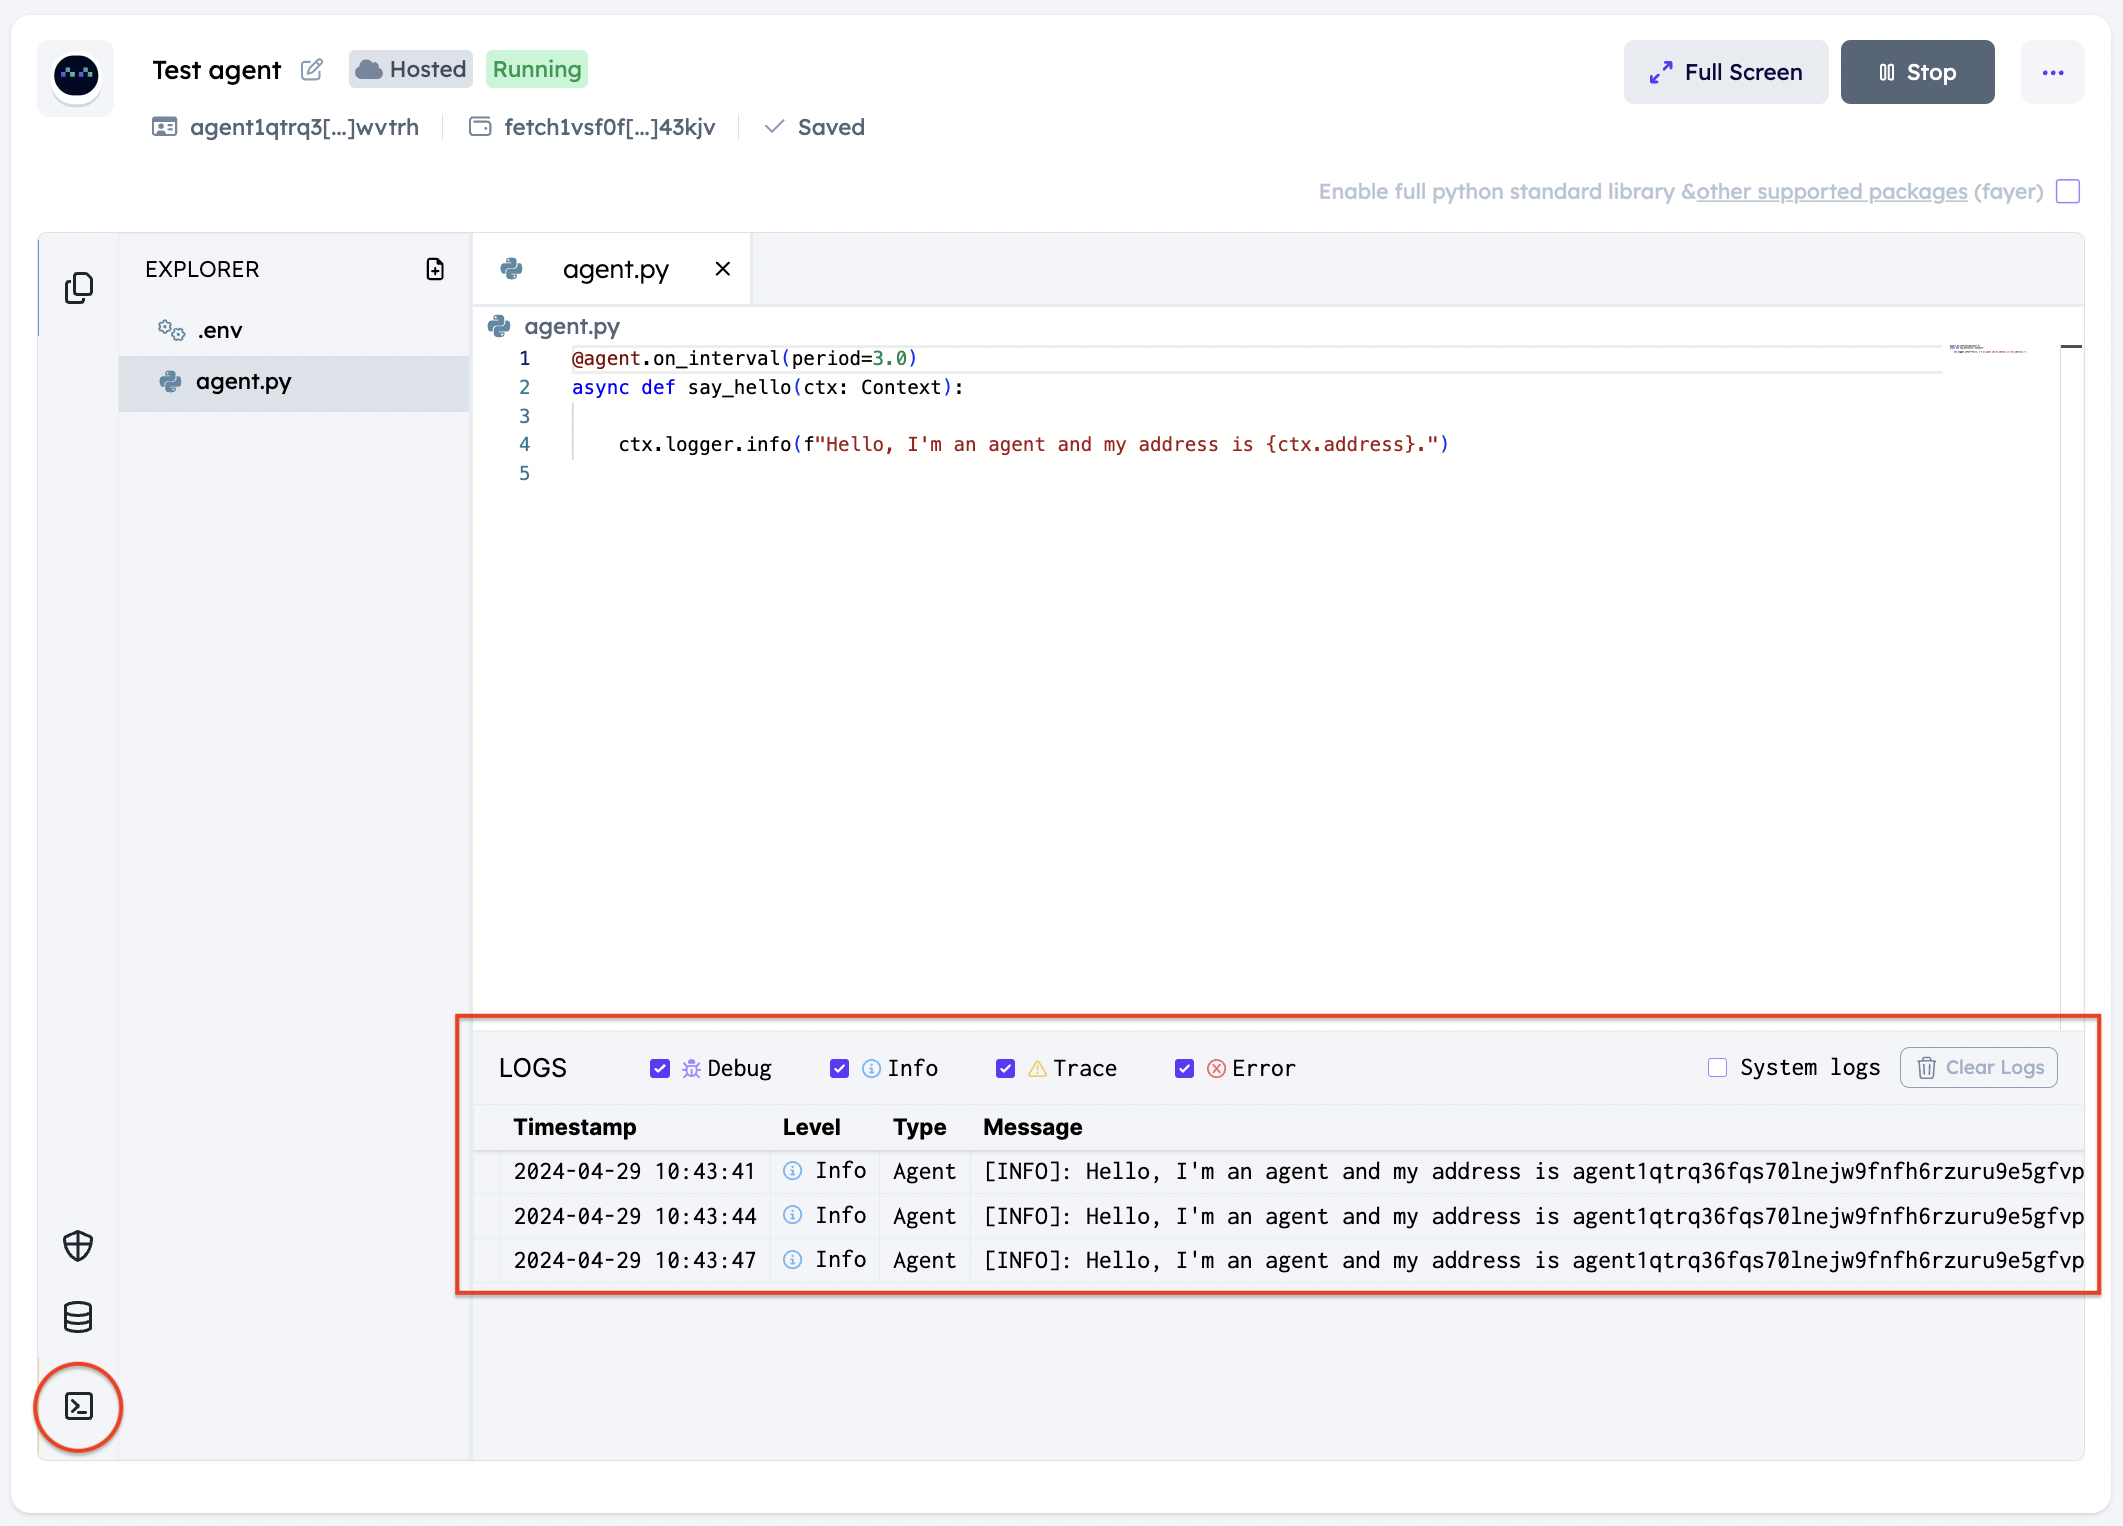 Test agent Hosted Running Full Screen Stop
agent1qtrq3[...]wvtrh fetch1vsf0f[...]43kjv Saved
Enable full python standard library &other supported packages (fayer)
EXPLORER
.env
agent.py
agent.py
agent.py
1 @agent.on_interval(period=3.0)
2 async def say_hello(ctx: Context):
3
4 ctx.logger.info(f"Hello, I'm an agent and my address is {ctx.address}.")
5
LOGS Debug Info Trace Error System logs Clear Logs
Timestamp Level Type Message
2024-04-29 10:43:41 Info Agent [INFO]: Hello, I'm an agent and my address is agent1qtrq36fqs70lnejw9fnfh6rzuru9e5gfvp
2024-04-29 10:43:44 Info Agent [INFO]: Hello, I'm an agent and my address is agent1qtrq36fqs70lnejw9fnfh6rzuru9e5gfvp
2024-04-29 10:43:47 Info Agent [INFO]: Hello, I'm an agent and my address is agent1qtrq36fqs70lnejw9fnfh6rzuru9e5gfvp